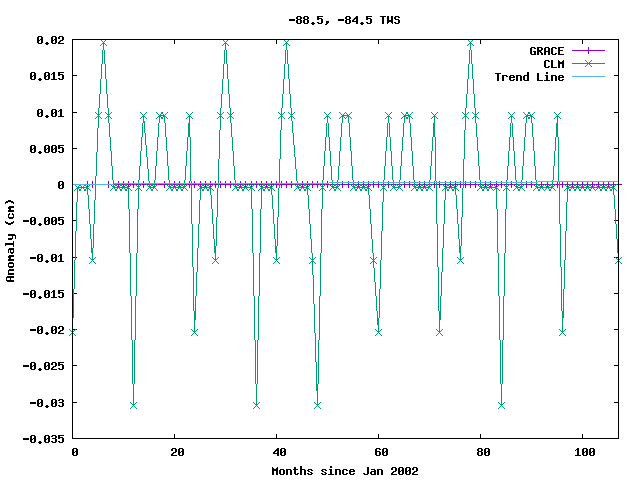 -88.5, -84.5 TWS
GRACE
CLM
Trend Line
0.02
0.015
0.01
0.005
0
-0.005
-0.01
-0.015
-0.02
-0.025
-0.03
-0.035
Anomaly (cm)
0 20 40 60 80 100
Months since Jan 2002